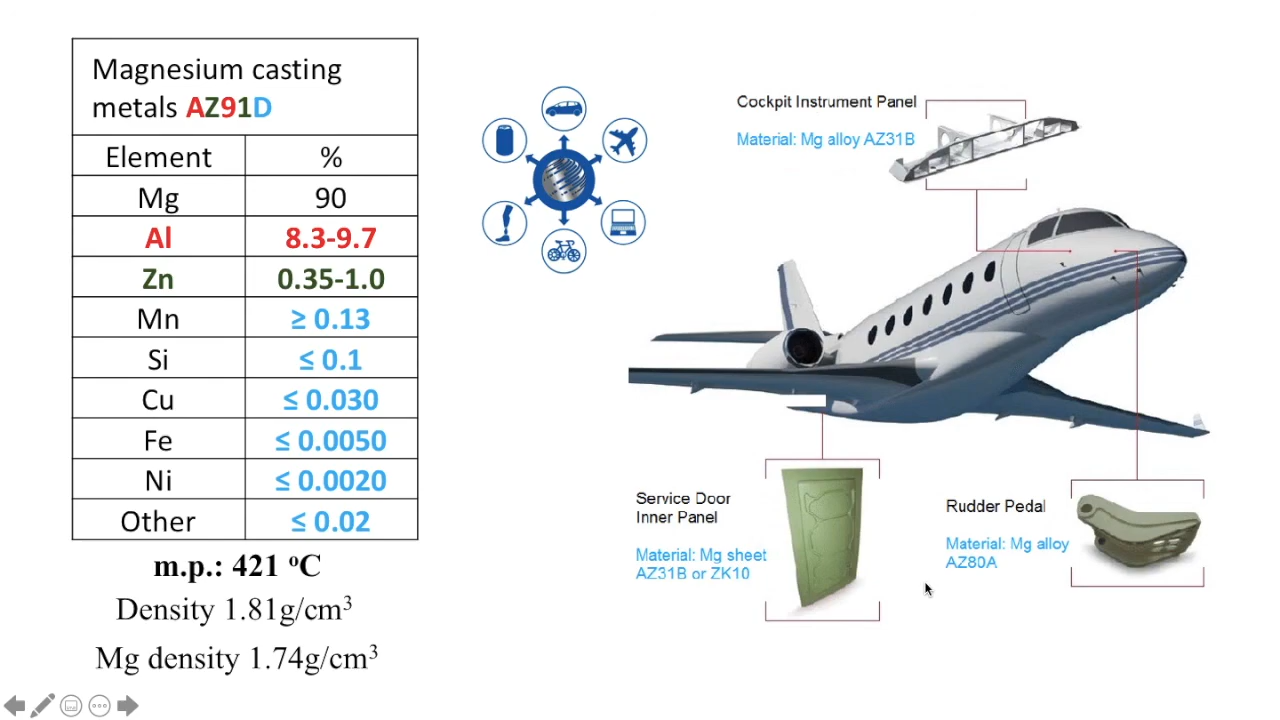 Magnesium casting
metals AZ91D
Element %
Mg 90
Al 8.3-9.7
Zn 0.35-1.0
Mn ≥ 0.13
Si ≤ 0.1
Cu ≤ 0.030
Fe ≤ 0.0050
Ni ≤ 0.0020
Other ≤ 0.02
m.p.: 421 °C
Density 1.81g/cm³
Mg density 1.74g/cm³
Cockpit Instrument Panel
Material: Mg alloy AZ31B
Service Door
Inner Panel
Material: Mg sheet
AZ31B or ZK10
Rudder Pedal
Material: Mg alloy
AZ80A